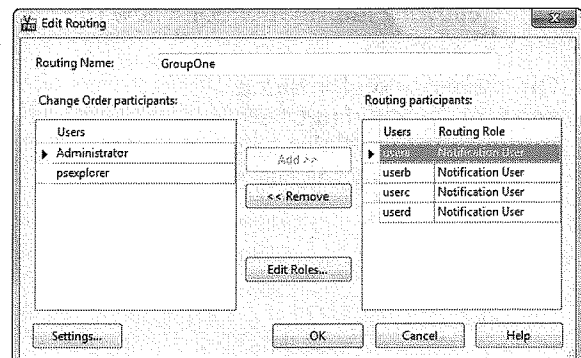 Edit Routing
Routing Name: GroupOne
Change Order participants:
Routing participants:
Users
Administrator
psexplorer
Add >>
<< Remove
Edit Roles...
Users Routing Role
Notification User
userb Notification User
userc Notification User
userd Notification User
Settings...
OK
Cancel
Help